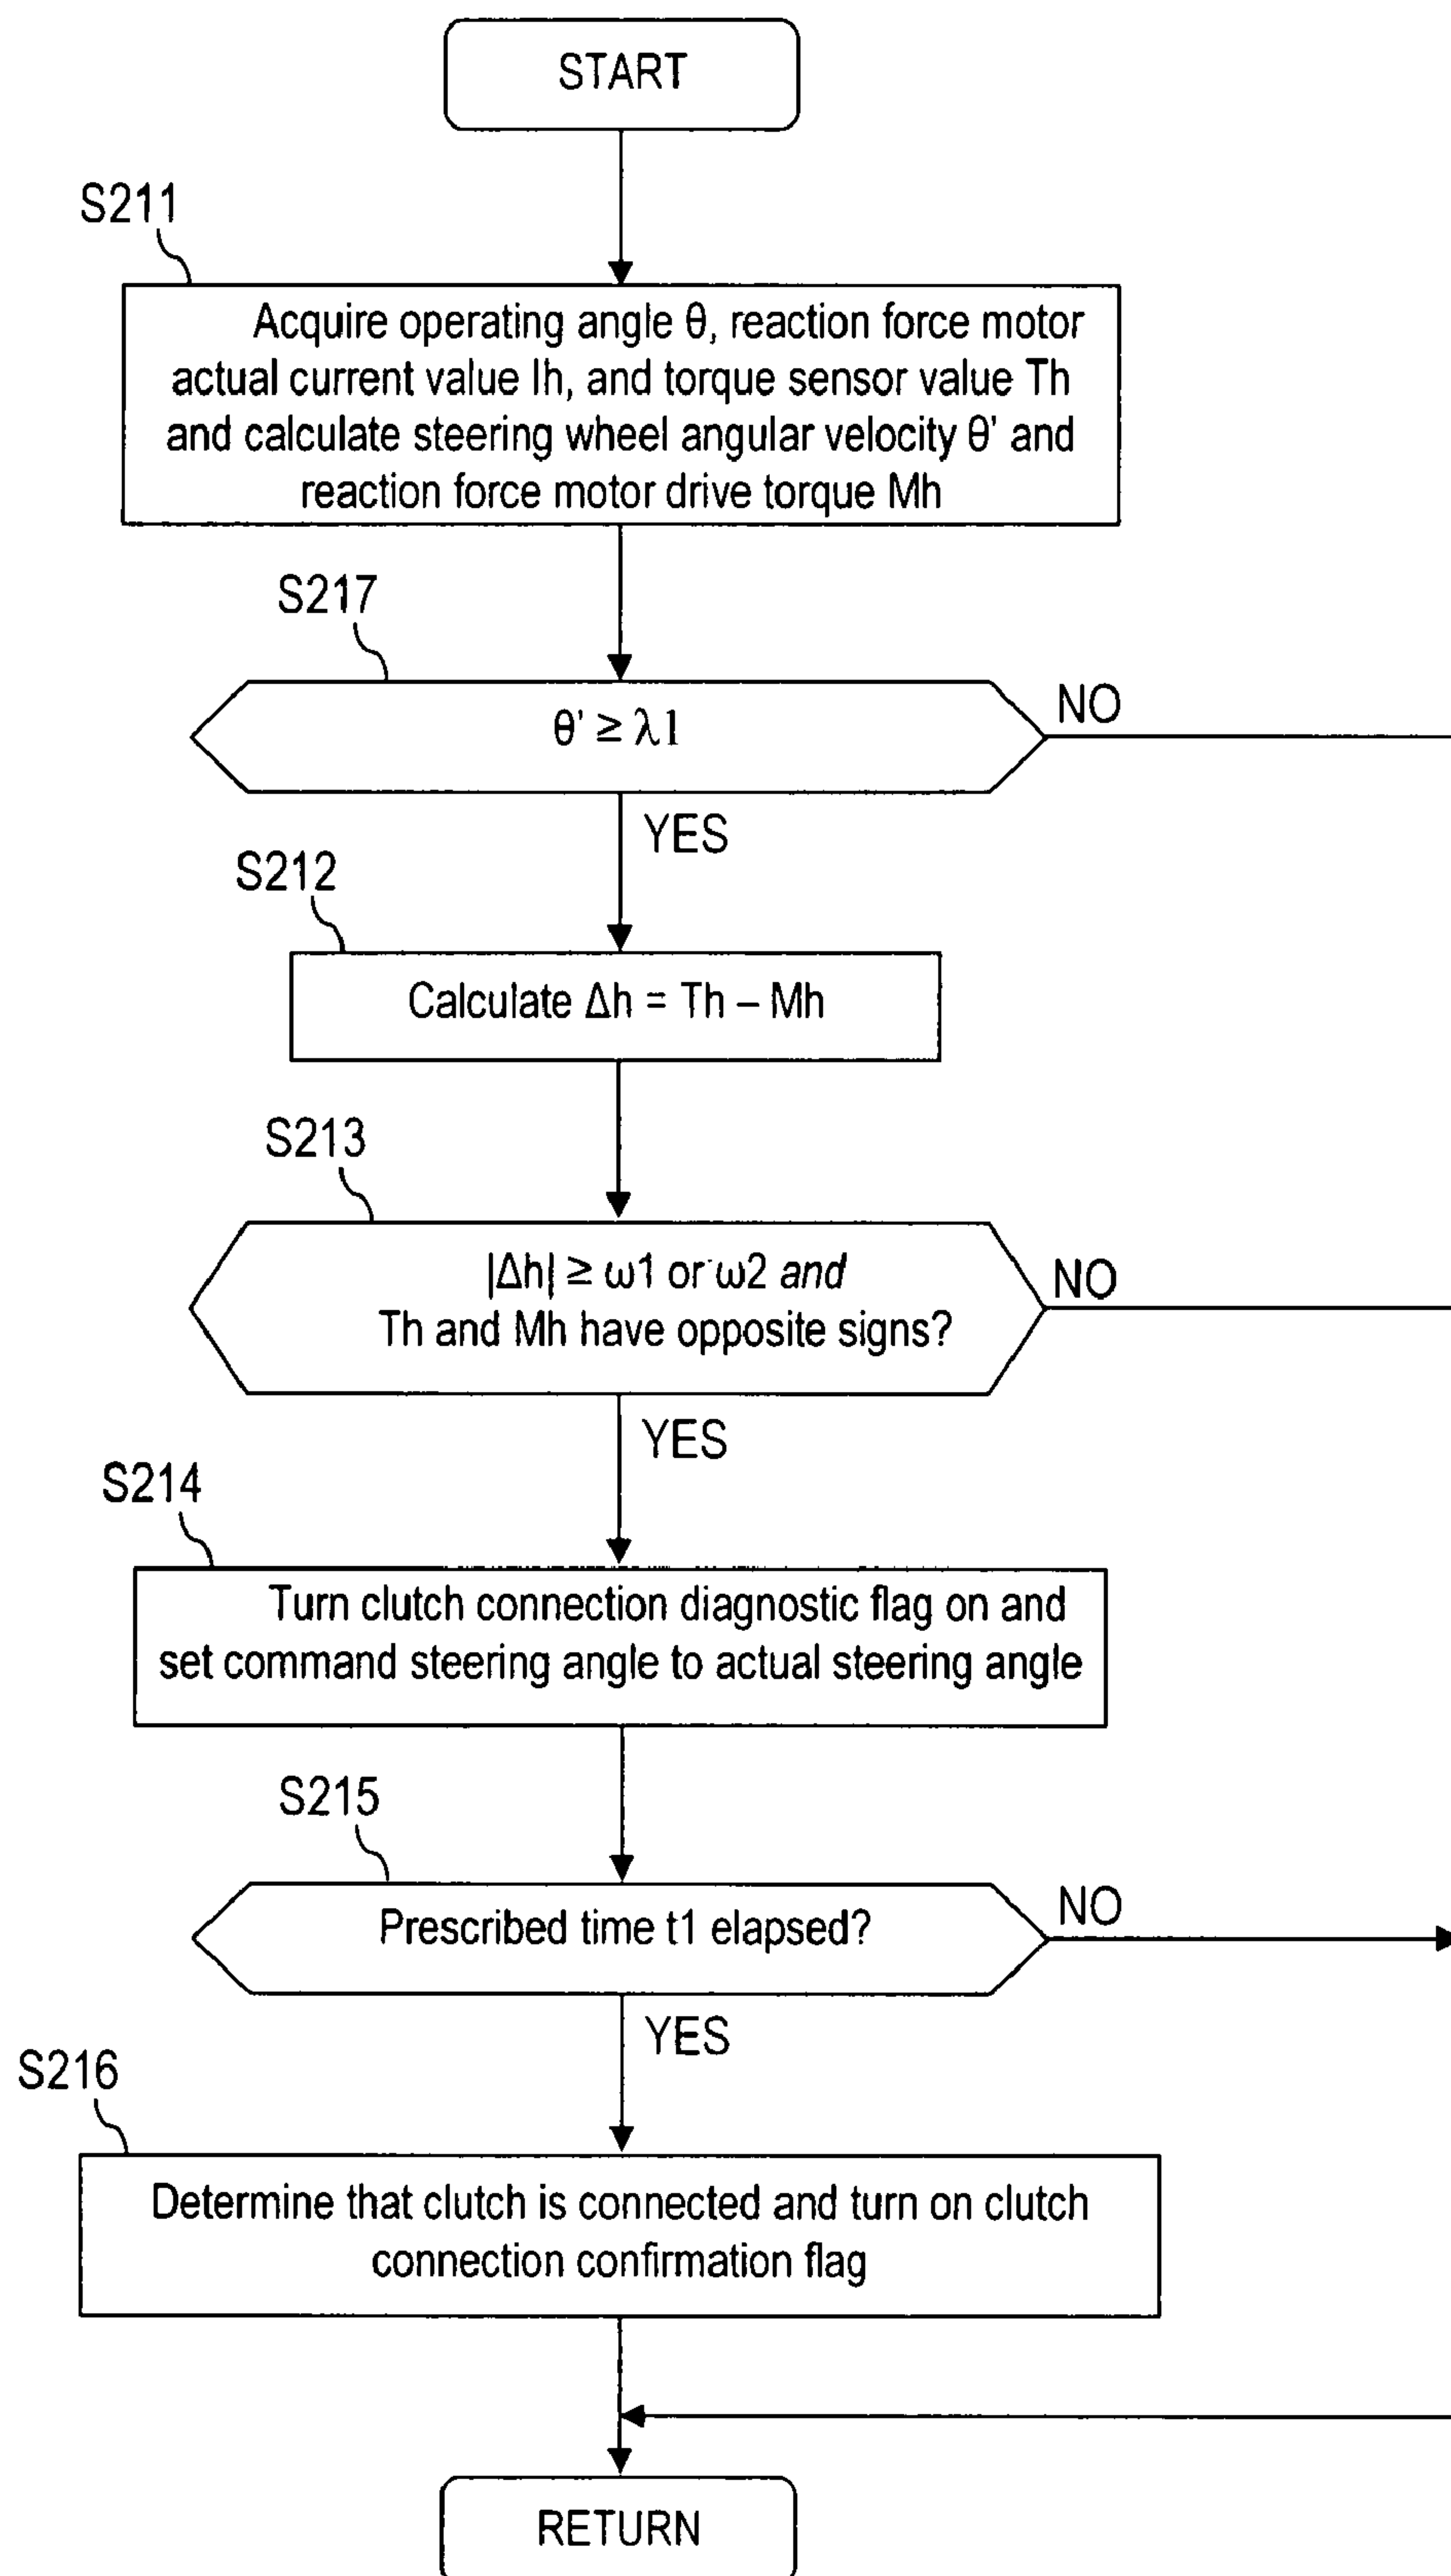 START
S211
Acquire operating angle θ, reaction force motor
actual current value Ih, and torque sensor value Th
and calculate steering wheel angular velocity θ' and
reaction force motor drive torque Mh
S217
θ' ≥ λ1
NO
YES
S212
Calculate Δh = Th – Mh
S213
|Δh| ≥ ω1 or ω2 and
Th and Mh have opposite signs?
NO
YES
S214
Turn clutch connection diagnostic flag on and
set command steering angle to actual steering angle
S215
Prescribed time t1 elapsed?
NO
YES
S216
Determine that clutch is connected and turn on clutch
connection confirmation flag
RETURN